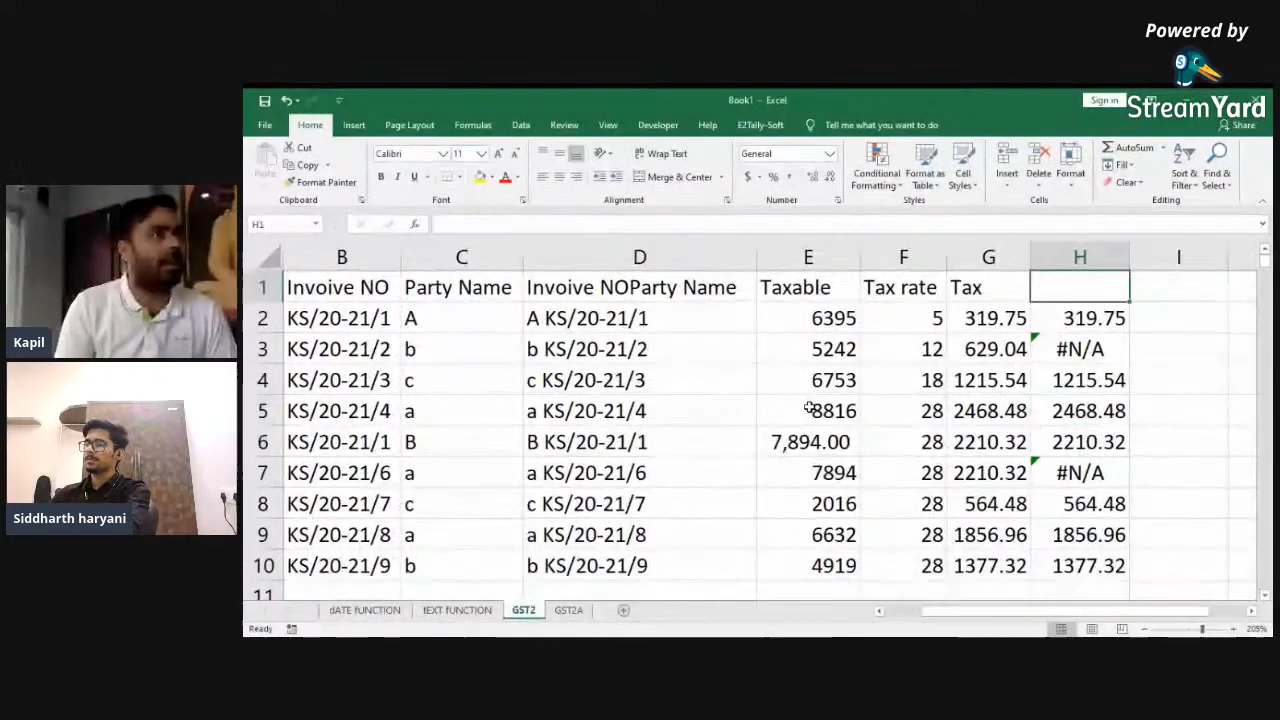 Powered by
StreamYard
Book1 - Excel
Sign in
File Home Insert Page Layout Formulas Data Review View Developer Help E2Tally-Soft Tell me what you want to do Share
Paste Cut Calibri 11 Wrap Text General Conditional Formatting Format as Table Cell Styles Insert Delete Format AutoSum Sort & Filter Find & Select
Copy Fill
Format Painter B I U Merge & Center $ % Clear
Clipboard Font Alignment Number Styles Cells Editing
H1 fx
B C D E F G H I
1 Invoive NO Party Name Invoive NOParty Name Taxable Tax rate Tax
2 KS/20-21/1 A A KS/20-21/1 6395 5 319.75 319.75
3 KS/20-21/2 b b KS/20-21/2 5242 12 629.04 #N/A
4 KS/20-21/3 c c KS/20-21/3 6753 18 1215.54 1215.54
5 KS/20-21/4 a a KS/20-21/4 8816 28 2468.48 2468.48
6 KS/20-21/1 B B KS/20-21/1 7,894.00 28 2210.32 2210.32
7 KS/20-21/6 a a KS/20-21/6 7894 28 2210.32 #N/A
8 KS/20-21/7 c c KS/20-21/7 2016 28 564.48 564.48
9 KS/20-21/8 a a KS/20-21/8 6632 28 1856.96 1856.96
10 KS/20-21/9 b b KS/20-21/9 4919 28 1377.32 1377.32
11
dATE FUNCTION tEXT FUNCTION GST2 GST2A
Ready 205%
Kapil
Siddharth haryani